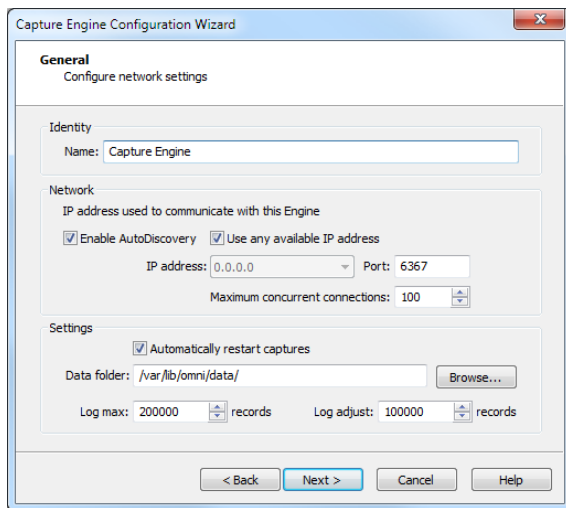 Capture Engine Configuration Wizard
General
Configure network settings
Identity
Name: Capture Engine
Network
IP address used to communicate with this Engine
Enable AutoDiscovery Use any available IP address
IP address: 0.0.0.0 Port: 6367
Maximum concurrent connections: 100
Settings
Automatically restart captures
Data folder: /var/lib/omni/data/ Browse...
Log max: 200000 records Log adjust: 100000 records
< Back Next > Cancel Help